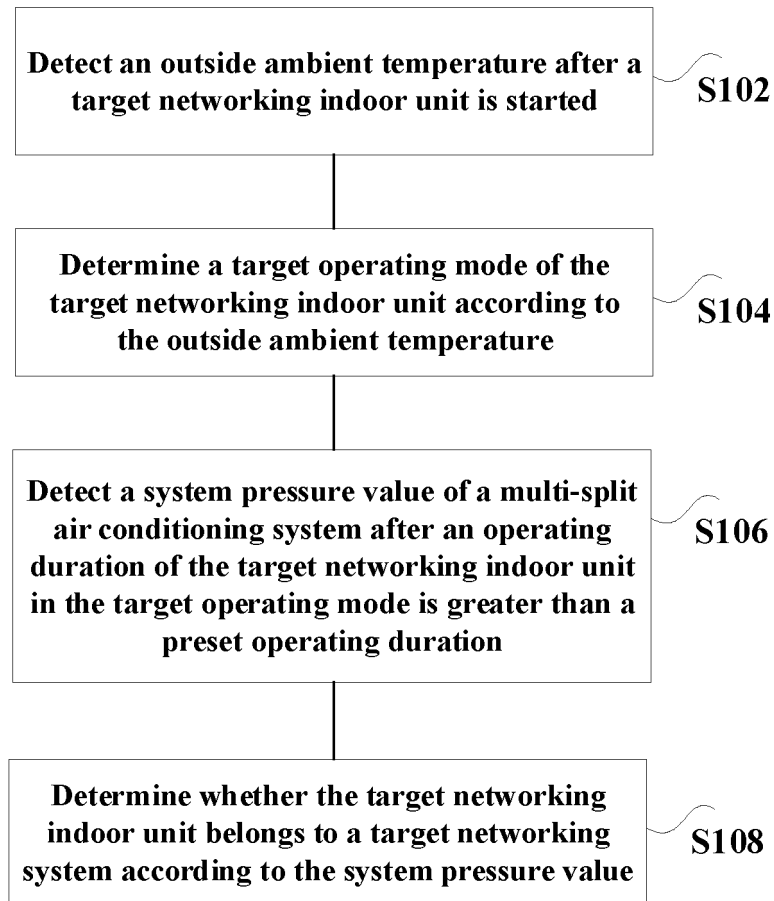 Detect an outside ambient temperature after a
target networking indoor unit is started
S102
Determine a target operating mode of the
target networking indoor unit according to
the outside ambient temperature
S104
Detect a system pressure value of a multi-split
air conditioning system after an operating
duration of the target networking indoor unit
in the target operating mode is greater than a
preset operating duration
S106
Determine whether the target networking
indoor unit belongs to a target networking
system according to the system pressure value
S108